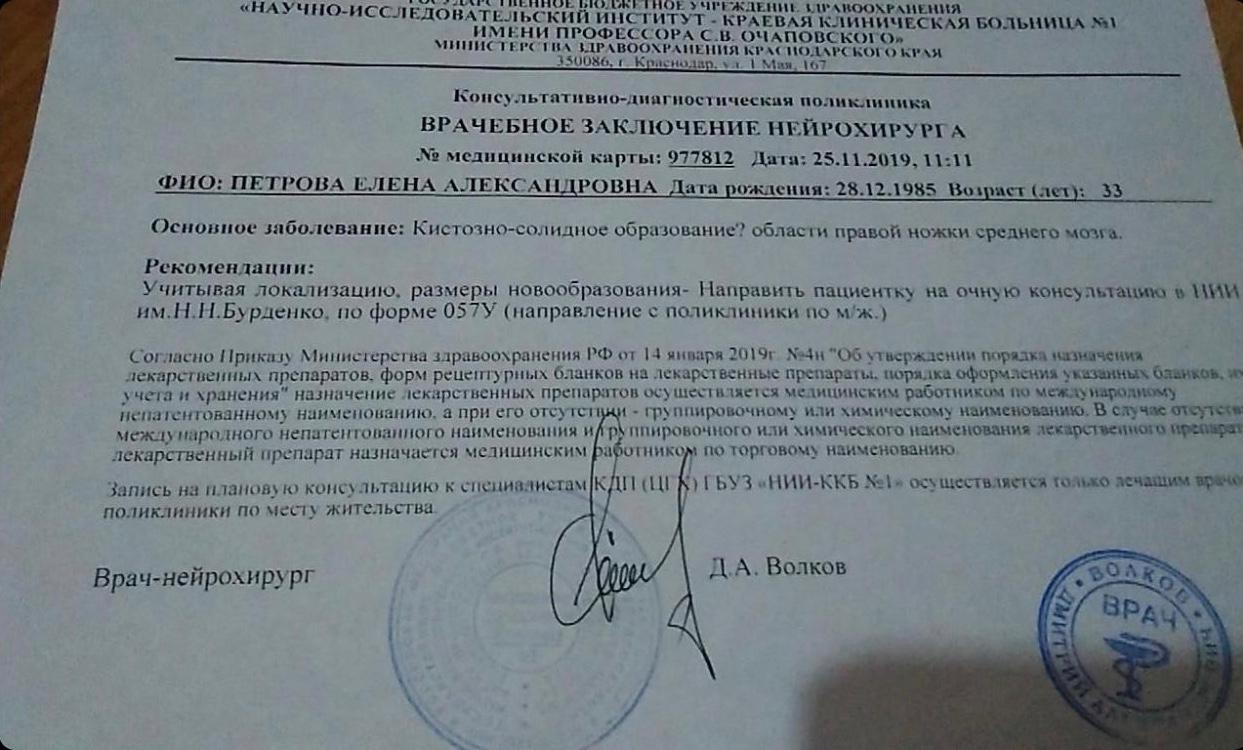 ГОСУДАРСТВЕННОЕ БЮДЖЕТНОЕ УЧРЕЖДЕНИЕ ЗДРАВООХРАНЕНИЯ
«НАУЧНО-ИССЛЕДОВАТЕЛЬСКИЙ ИНСТИТУТ - КРАЕВАЯ КЛИНИЧЕСКАЯ БОЛЬНИЦА №1
ИМЕНИ ПРОФЕССОРА С.В. ОЧАПОВСКОГО»
МИНИСТЕРСТВА ЗДРАВООХРАНЕНИЯ КРАСНОДАРСКОГО КРАЯ
350086, г. Краснодар, ул. 1 Мая, 167
Консультативно-диагностическая поликлиника
ВРАЧЕБНОЕ ЗАКЛЮЧЕНИЕ НЕЙРОХИРУРГА
№ медицинской карты: 977812 Дата: 25.11.2019, 11:11
ФИО: ПЕТРОВА ЕЛЕНА АЛЕКСАНДРОВНА Дата рождения: 28.12.1985 Возраст (лет): 33
Основное заболевание: Кистозно-солидное образование? области правой ножки среднего мозга.
Рекомендации:
Учитывая локализацию, размеры новообразования- Направить пациентку на очную консультацию в НИИ
им.Н.Н.Бурденко, по форме 057У (направление с поликлиники по м/ж.)
Согласно Приказу Министерства здравоохранения РФ от 14 января 2019г. №4н "Об утверждении порядка назначения
лекарственных препаратов, форм рецептурных бланков на лекарственные препараты, порядка оформления указанных бланков,
учета и хранения" назначение лекарственных препаратов осуществляется медицинским работником по международному
непатентованному наименованию, а при его отсутствии - группировочному или химическому наименованию. В случае отсутств
международного непатентованного наименования и группировочного или химического наименования лекарственного препарат
лекарственный препарат назначается медицинским работником по торговому наименованию.
Запись на плановую консультацию к специалистам КДП (ЦГК) ГБУЗ «НИИ-ККБ №1» осуществляется только лечащим врачо
поликлиники по месту жительства.
Врач-нейрохирург Д.А. Волков
ВОЛКОВ
ДМИТРИЙ
ВРАЧ